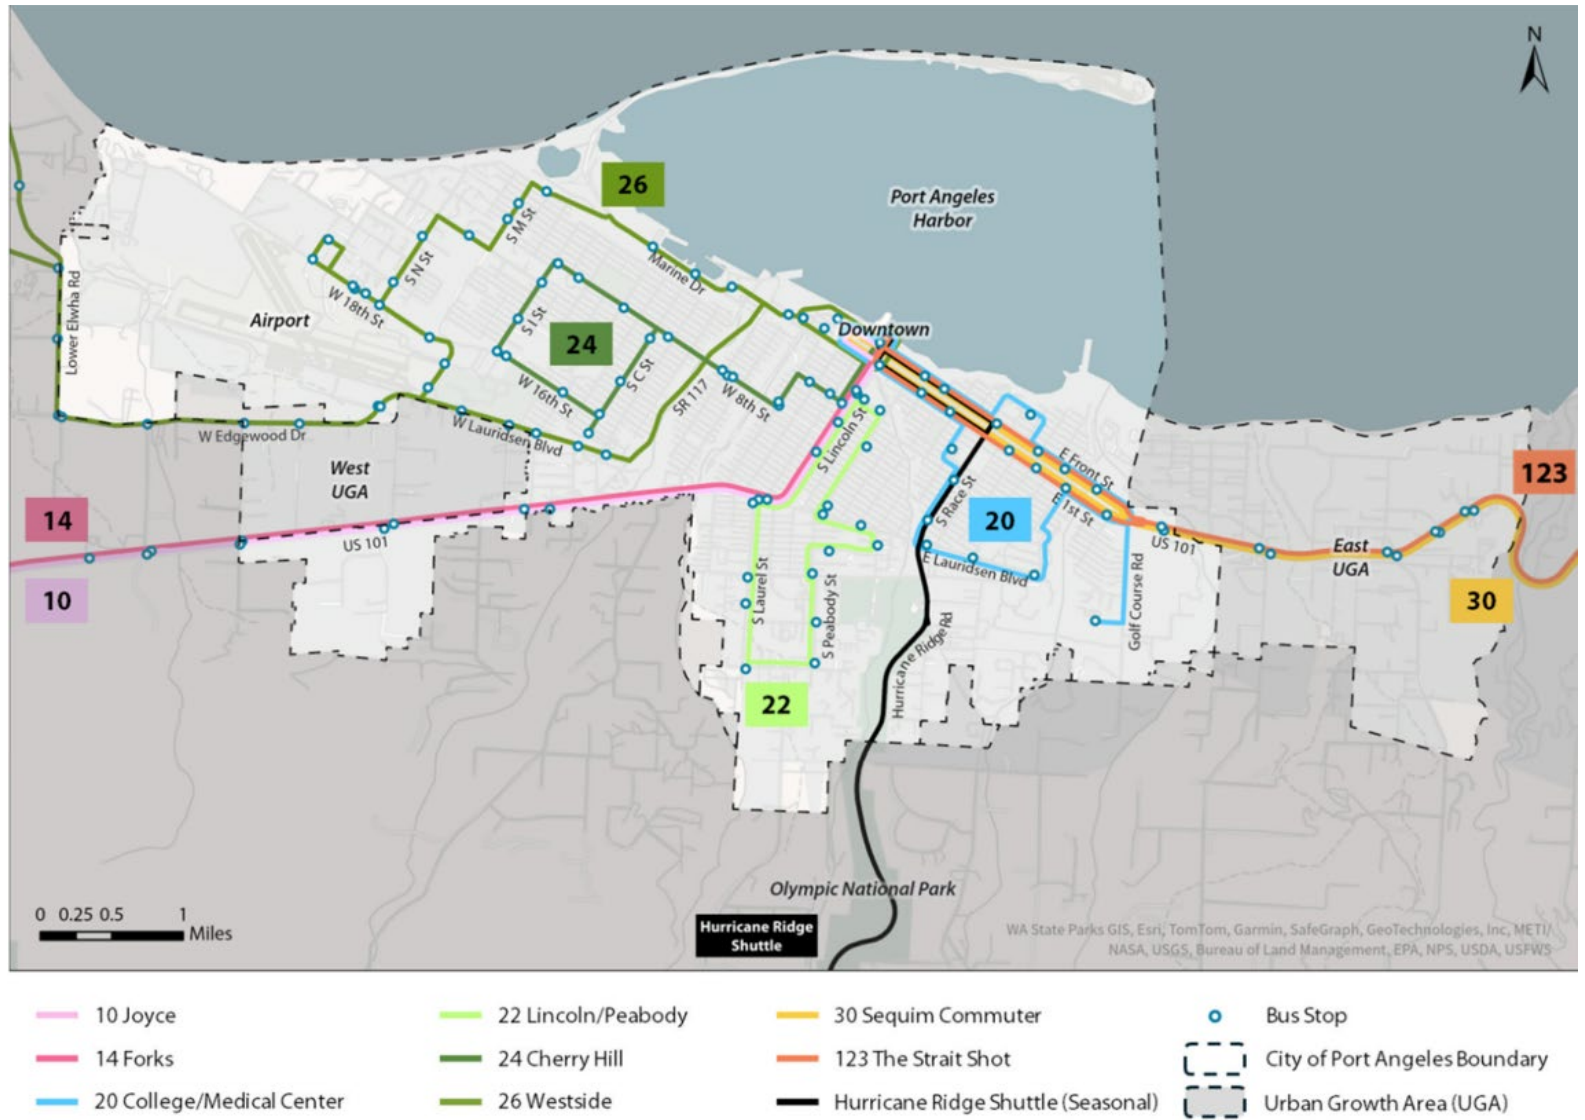 N
26
Port Angeles
Harbor
S M St
S N St
Marine Dr
Lower Elwha Rd
W 18th St
Airport
S I St
24
Downtown
S C St
W 16th St
SR 117
W 8th St
W Edgewood Dr
W Lauridsen Blvd
S Lincoln St
E Front St
West
UGA
123
14
US 101
S Race St
20
E 1st St
US 101
East
UGA
10
S Laurel St
S Peabody St
E Lauridsen Blvd
Golf Course Rd
30
Hurricane Ridge Rd
22
Olympic National Park
0 0.25 0.5 1
Miles
Hurricane Ridge
Shuttle
WA State Parks GIS, Esri, TomTom, Garmin, SafeGraph, GeoTechnologies, Inc, METI/
NASA, USGS, Bureau of Land Management, EPA, NPS, USDA, USFWS
10 Joyce
22 Lincoln/Peabody
30 Sequim Commuter
Bus Stop
14 Forks
24 Cherry Hill
123 The Strait Shot
City of Port Angeles Boundary
20 College/Medical Center
26 Westside
Hurricane Ridge Shuttle (Seasonal)
Urban Growth Area (UGA)